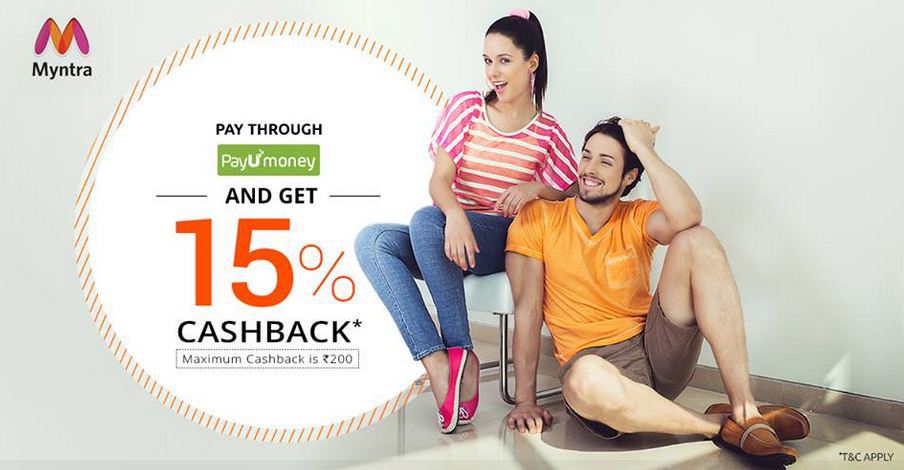 Myntra
PAY THROUGH
PayUmoney
AND GET
15%
CASHBACK*
Maximum Cashback is ₹200
*T&C APPLY